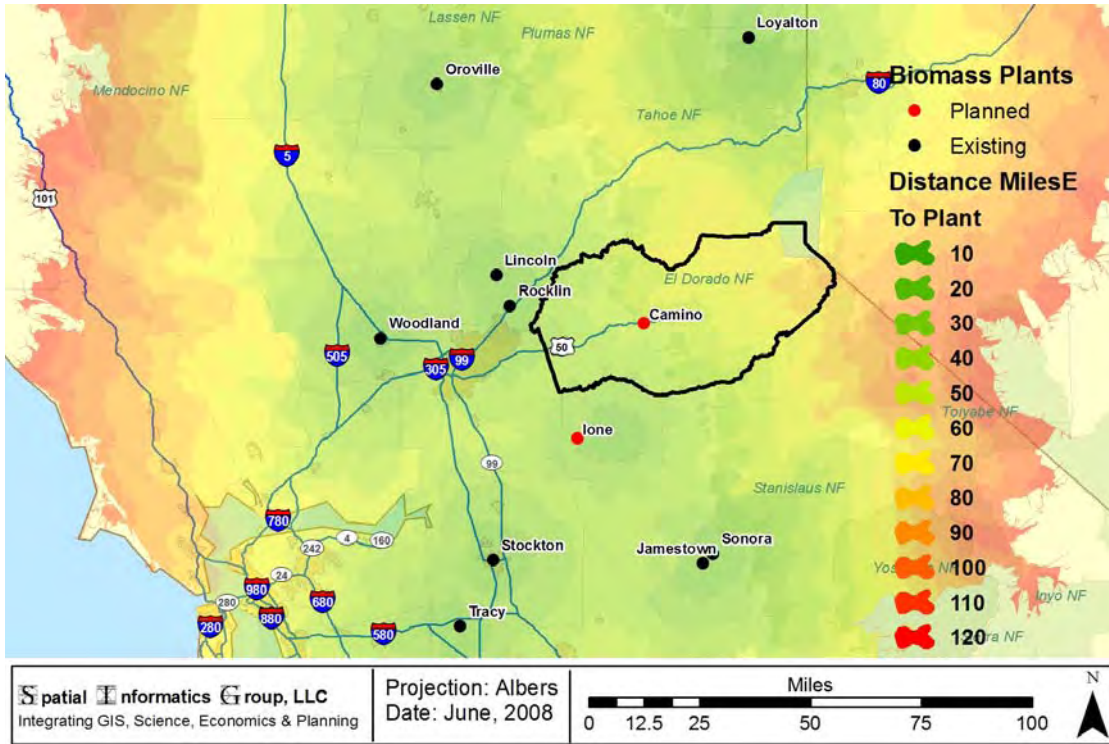 Lassen NF
Plumas NF
Loyalton
Oroville
Mendocino NF
80
Biomass Plants
Planned
Existing
Tahoe NF
5
101
Distance MilesE
To Plant
10
20
30
40
50
60
70
80
90
100
110
120
Lincoln
Rocklin
El Dorado NF
Camino
Woodland
505
99
305
50
Toiyabe NF
Ione
99
Stanislaus NF
780
242
4
160
Stockton
Jamestown
Sonora
24
980
680
280
880
280
580
Tracy
Inyo NF
NF
Spatial Informatics Group, LLC
Integrating GIS, Science, Economics & Planning
Projection: Albers
Date: June, 2008
Miles
0 12.5 25 50 75 100
N